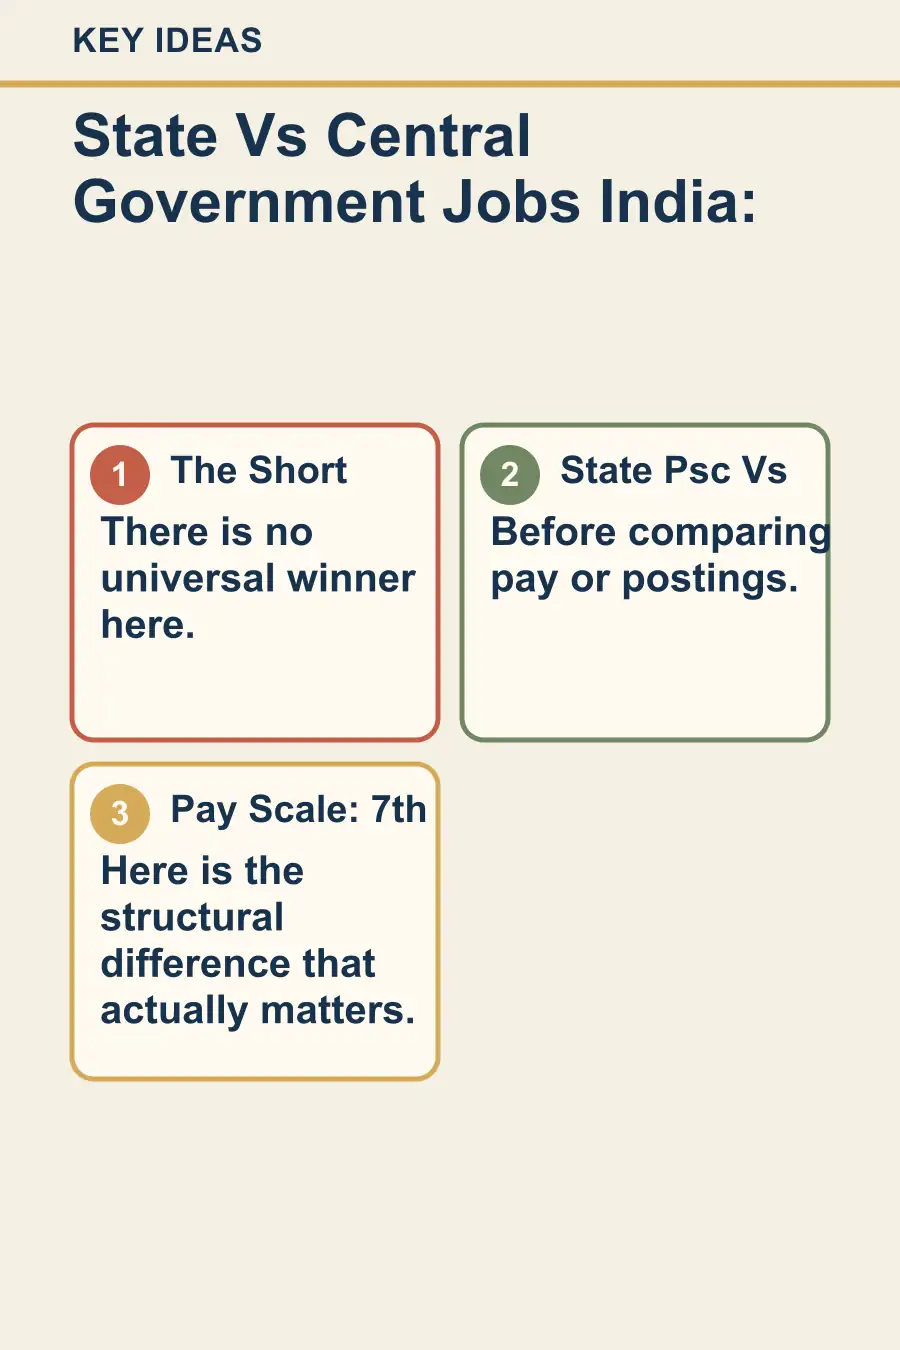 KEY IDEAS
State Vs Central
Government Jobs India:
1 The Short
There is no
universal winner
here.
2 State Psc Vs
Before comparing
pay or postings.
3 Pay Scale: 7th
Here is the
structural
difference that
actually matters.